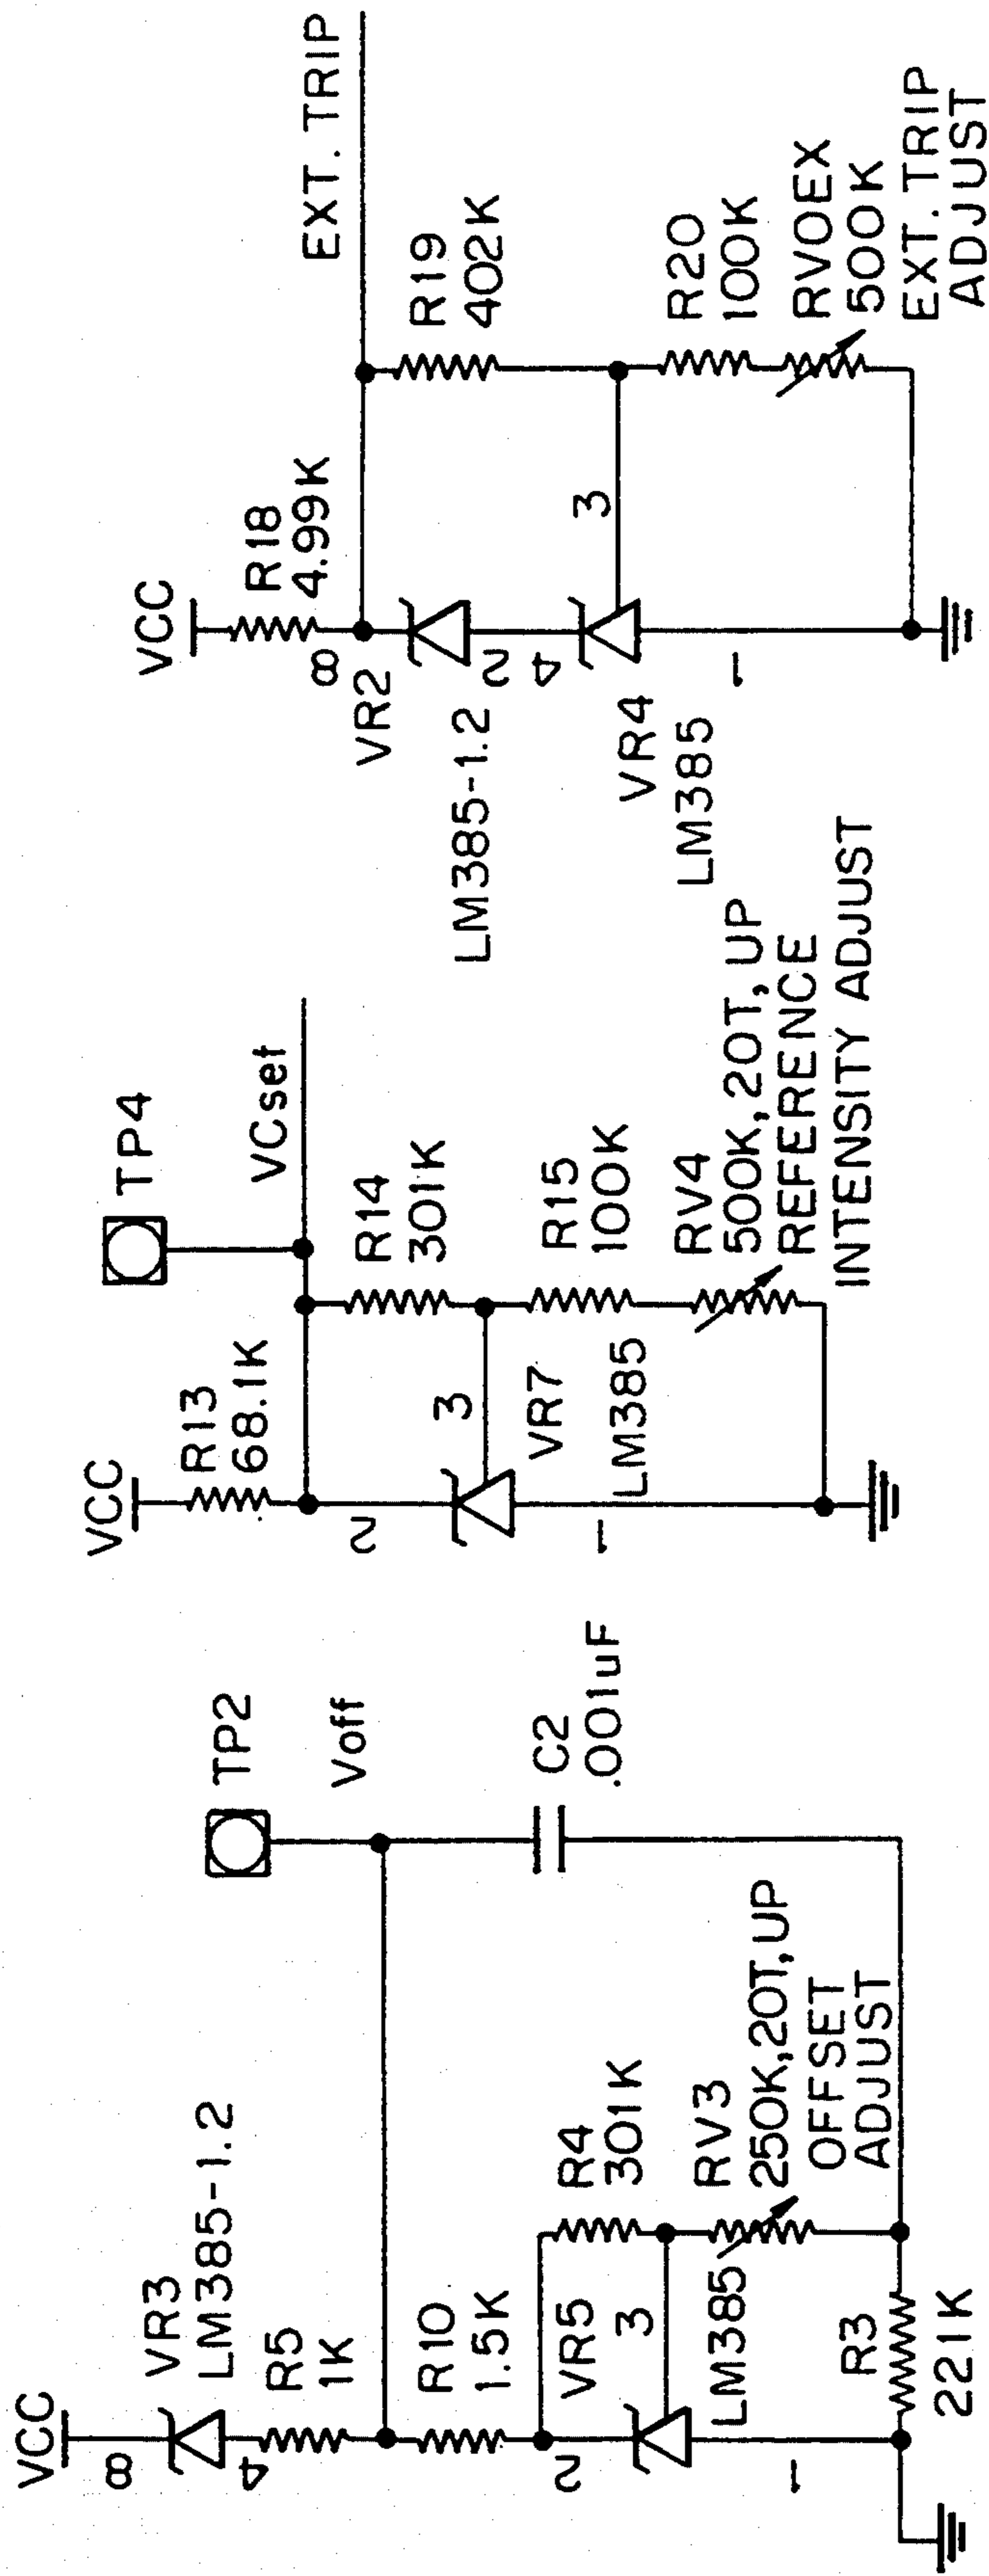 VCC
8
VR3
LM385-1.2
4
R5
1K
TP2
Voff
R10
1.5K
2
VR5
3
R4
301K
LM385
RV3
250K,20T,UP
OFFSET
ADJUST
C2
.001uF
1
R3
221K
VCC
R13
68.1K
TP4
VCset
2
3
R14
301K
VR7
LM385
R15
100K
1
RV4
500K,20T,UP
REFERENCE
INTENSITY ADJUST
VCC
R18
4.99K
EXT. TRIP
8
VR2
LM385-1.2
2
4
3
R19
402K
VR4
LM385
1
R20
100K
RVOEX
500K
EXT. TRIP
ADJUST